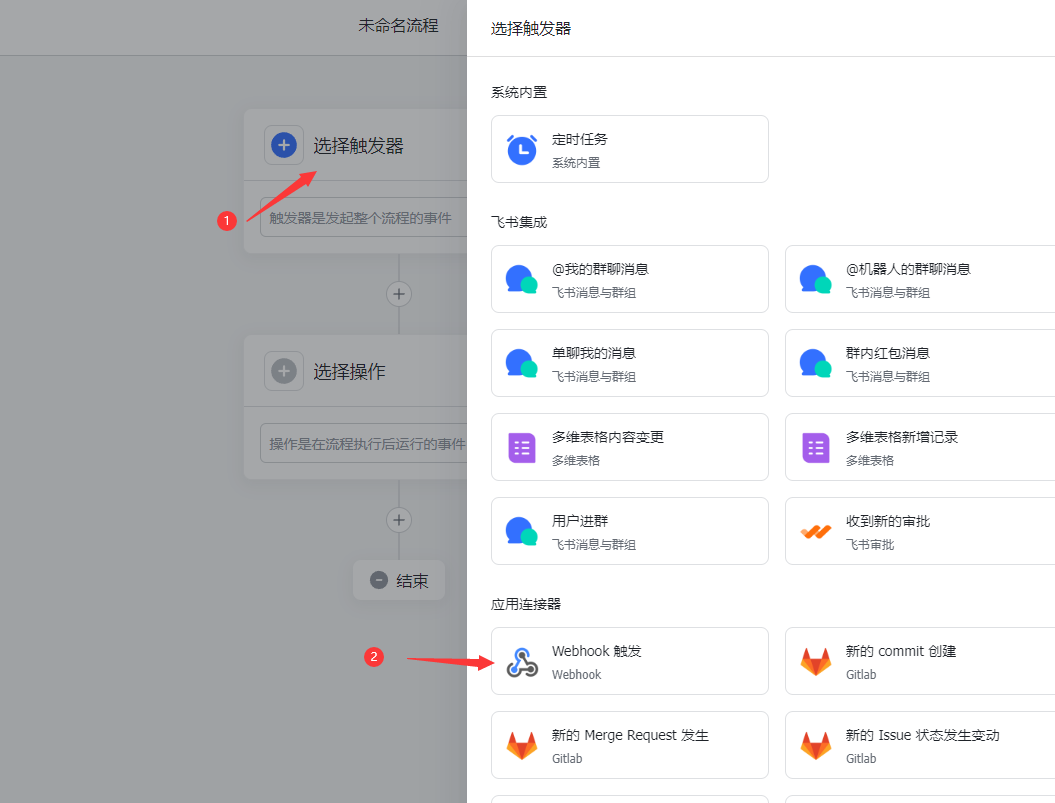 未命名流程
选择触发器
触发器是发起整个流程的事件
1
选择操作
操作是在流程执行后运行的事件
结束
2
选择触发器
系统内置
定时任务
系统内置
飞书集成
@我的群聊消息
飞书消息与群组
@机器人的群聊消息
飞书消息与群组
单聊我的消息
飞书消息与群组
群内红包消息
飞书消息与群组
多维表格内容变更
多维表格
多维表格新增记录
多维表格
用户进群
飞书消息与群组
收到新的审批
飞书审批
应用连接器
Webhook 触发
Webhook
新的 commit 创建
Gitlab
新的 Merge Request 发生
Gitlab
新的 Issue 状态发生变动
Gitlab